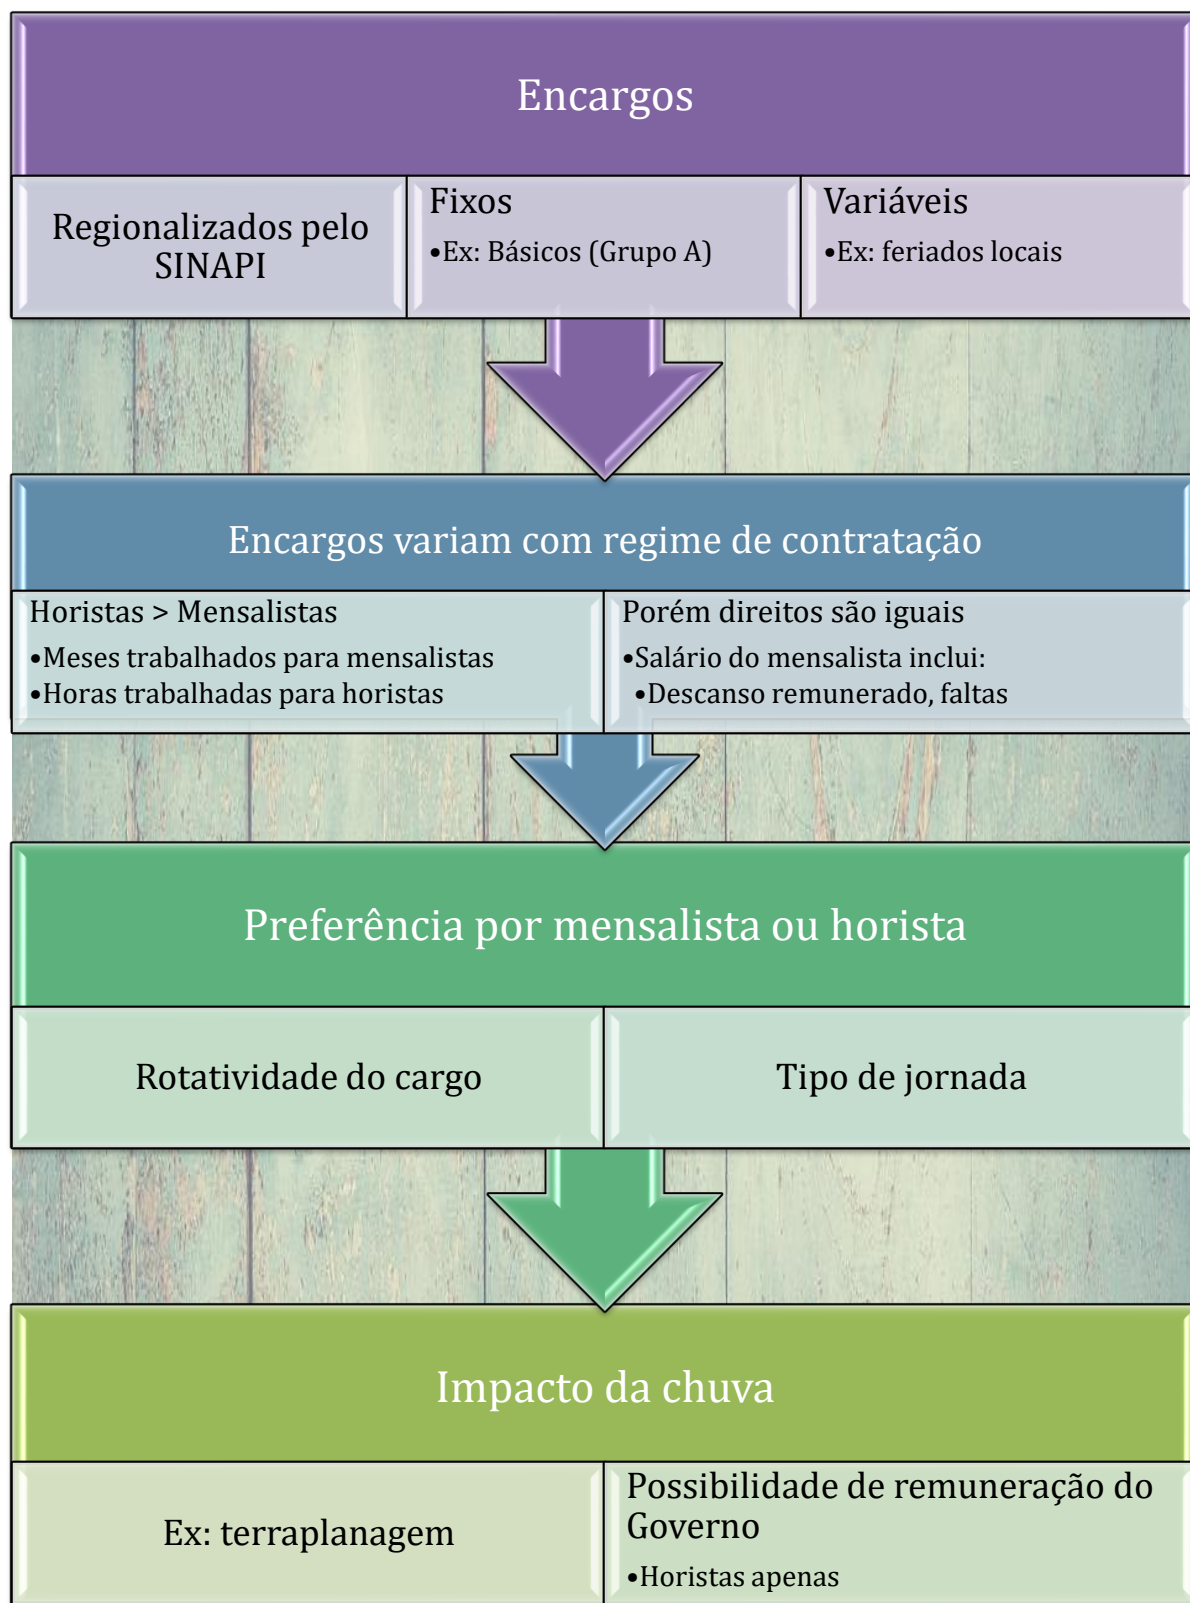 Encargos
Regionalizados pelo
SINAPI
Fixos
•Ex: Básicos (Grupo A)
Variáveis
•Ex: feriados locais
Encargos variam com regime de contratação
Horistas > Mensalistas
•Meses trabalhados para mensalistas
•Horas trabalhadas para horistas
Porém direitos são iguais
•Salário do mensalista inclui:
•Descanso remunerado, faltas
Preferência por mensalista ou horista
Rotatividade do cargo
Tipo de jornada
Impacto da chuva
Ex: terraplanagem
Possibilidade de remuneração do
Governo
•Horistas apenas